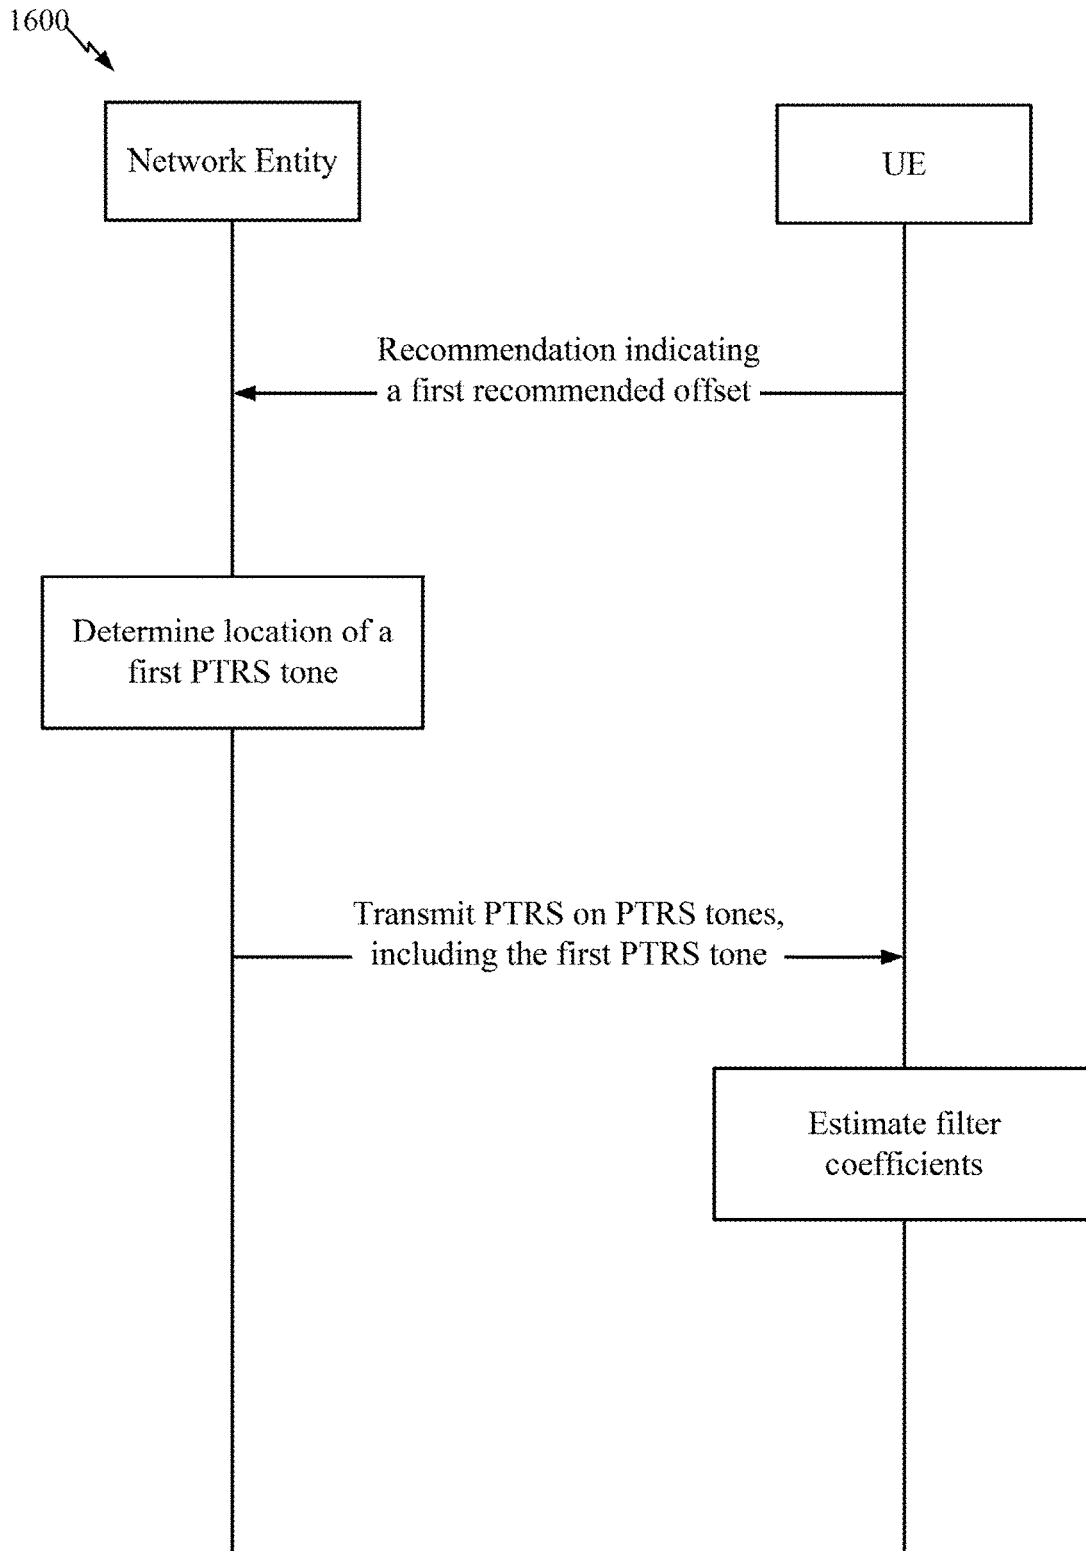 1600
Network Entity
UE
Recommendation indicating
a first recommended offset
Determine location of a
first PTRS tone
Transmit PTRS on PTRS tones,
including the first PTRS tone
Estimate filter
coefficients